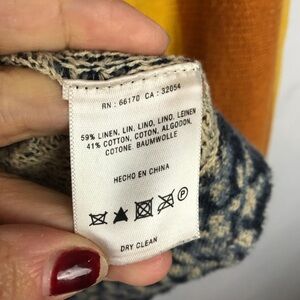 RN : 66170 CA : 32054
59% LINEN, LIN, LINO, LINO, LEINEN
41% COTTON, COTON, ALGODON,
COTONE BAUMWOLLE
HECHO EN CHINA
P
DRY CLEAN